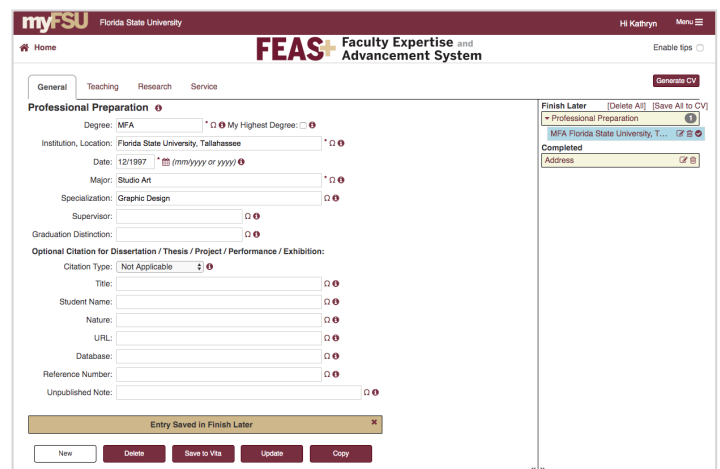 myFSU Florida State University Hi Kathryn Menu
Home FEAS+ Faculty Expertise and Advancement System Enable tips
General Teaching Research Service Generate CV
Professional Preparation
Degree: MFA * Ω My Highest Degree:
Institution, Location: Florida State University, Tallahassee * Ω
Date: 12/1997 * (mm/yyyy or yyyy)
Major: Studio Art * Ω
Specialization: Graphic Design Ω
Supervisor: Ω
Graduation Distinction: Ω
Optional Citation for Dissertation / Thesis / Project / Performance / Exhibition:
Citation Type: Not Applicable
Title: Ω
Student Name: Ω
Nature: Ω
URL: Ω
Database: Ω
Reference Number: Ω
Unpublished Note: Ω
Entry Saved in Finish Later ×
New Delete Save to Vita Update Copy
Finish Later [Delete All] [Save All to CV]
Professional Preparation 1
MFA Florida State University, T...
Completed
Address